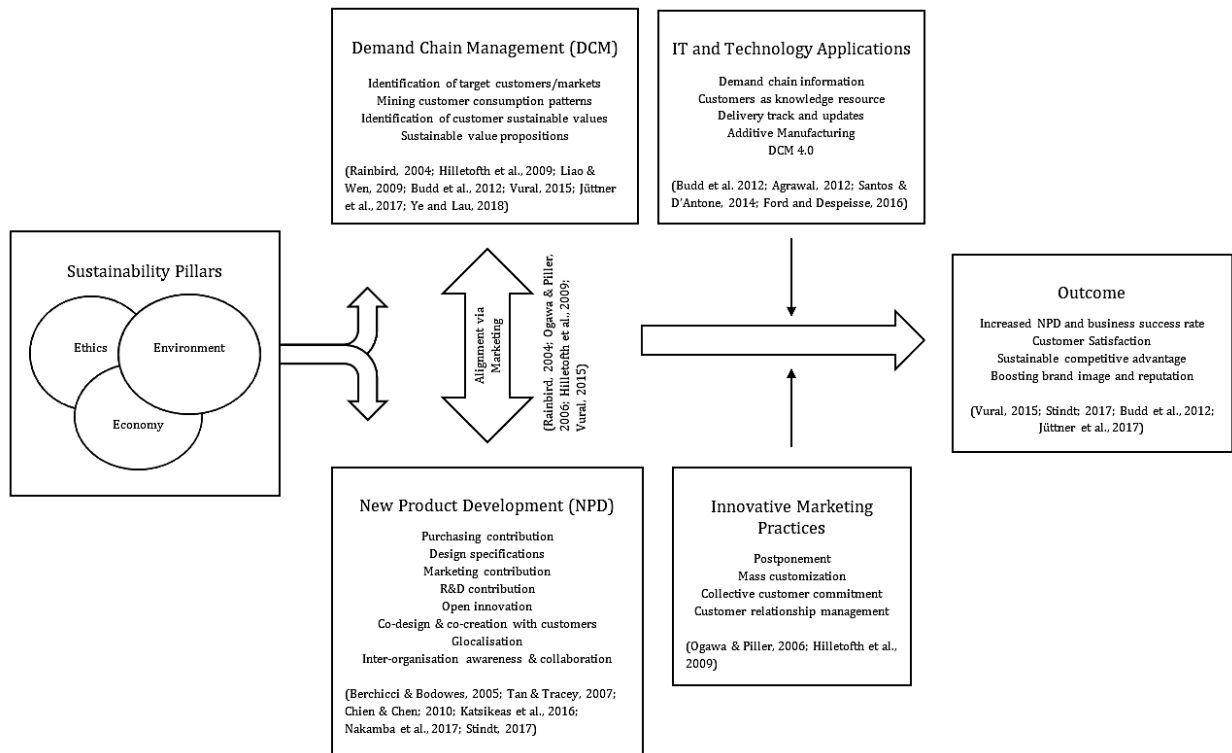 Demand Chain Management (DCM)
Identification of target customers/markets
Mining customer consumption patterns
Identification of customer sustainable values
Sustainable value propositions
(Rainbird, 2004; Hilletofth et al., 2009; Liao &
Wen, 2009; Budd et al., 2012; Vural, 2015; Jüttner
et al., 2017; Ye and Lau, 2018)
IT and Technology Applications
Demand chain information
Customers as knowledge resource
Delivery track and updates
Additive Manufacturing
DCM 4.0
(Budd et al. 2012; Agrawal, 2012; Santos &
D'Antone, 2014; Ford and Despeisse, 2016)
Sustainability Pillars
Ethics
Environment
Economy
Alignment via
Marketing
(Rainbird, 2004; Ogawa & Piller,
2006; Hilletofth et al., 2009;
Vural, 2015)
Outcome
Increased NPD and business success rate
Customer Satisfaction
Sustainable competitive advantage
Boosting brand image and reputation
(Vural, 2015; Stindt; 2017; Budd et al., 2012;
Jüttner et al., 2017)
New Product Development (NPD)
Purchasing contribution
Design specifications
Marketing contribution
R&D contribution
Open innovation
Co-design & co-creation with customers
Glocalisation
Inter-organisation awareness & collaboration
(Berchicci & Bodowes, 2005; Tan & Tracey, 2007;
Chien & Chen; 2010; Katsikeas et al., 2016;
Nakamba et al., 2017; Stindt, 2017)
Innovative Marketing
Practices
Postponement
Mass customization
Collective customer commitment
Customer relationship management
(Ogawa & Piller, 2006; Hilletofth et al.,
2009)